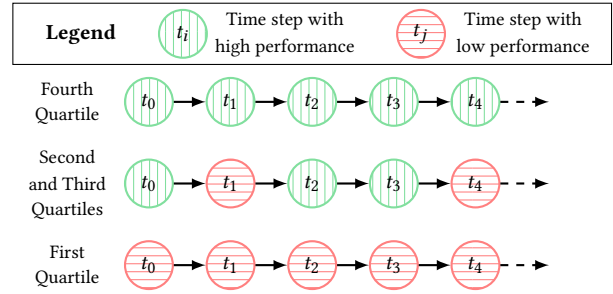 Legend
t_i
Time step with
high performance
t_j
Time step with
low performance
Fourth
Quartile
t_0 t_1 t_2 t_3 t_4
Second
and Third
Quartiles
t_0 t_1 t_2 t_3 t_4
First
Quartile
t_0 t_1 t_2 t_3 t_4